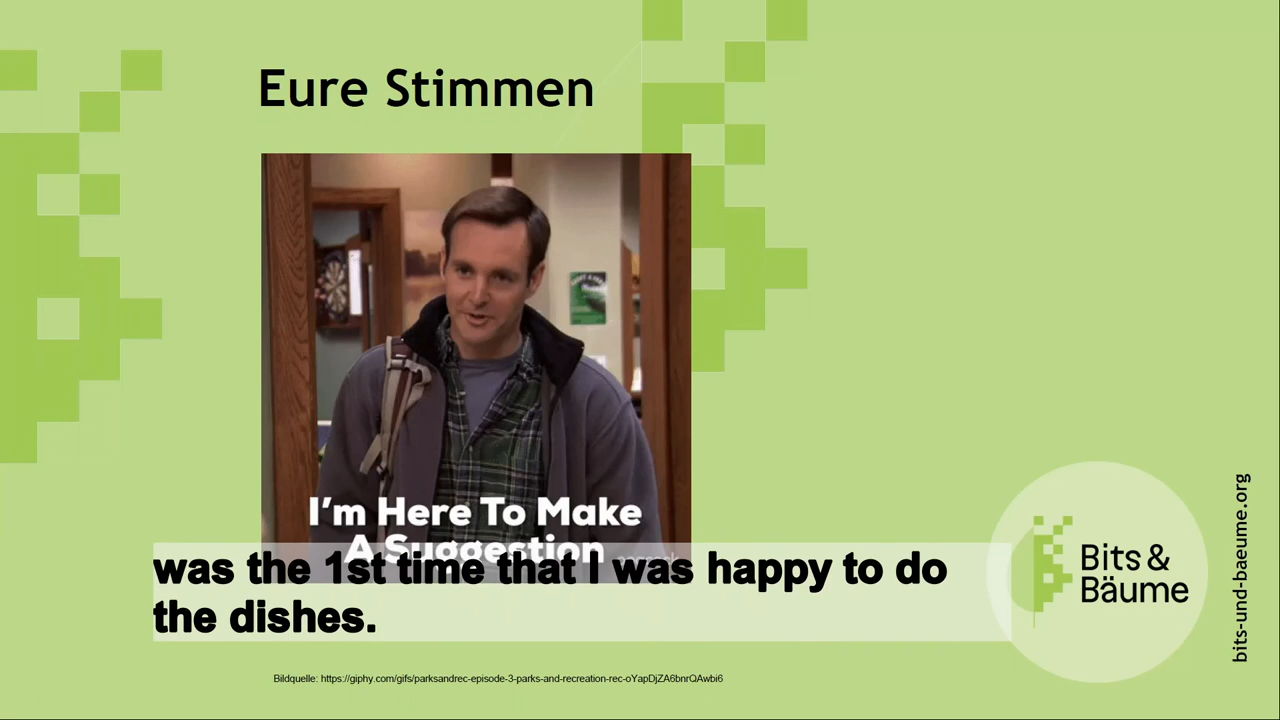 Eure Stimmen
I'm Here To Make
A Suggestion
was the 1st time that I was happy to do
the dishes.
Bits &
Bäume
bits-und-baeume.org
Bildquelle: https://giphy.com/gifs/parksandrec-episode-3-parks-and-recreation-rec-oYapDjZA6bnrQAwbi6